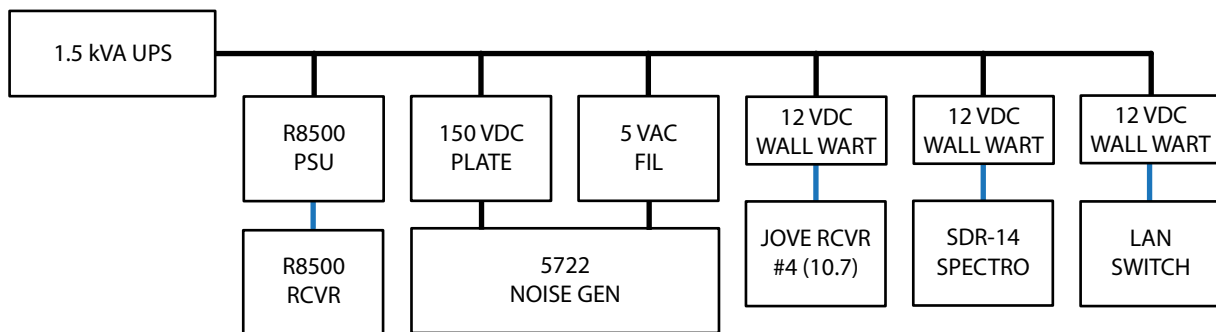 1.5 kVA UPS
R8500
PSU
150 VDC
PLATE
5 VAC
FIL
12 VDC
WALL WART
12 VDC
WALL WART
12 VDC
WALL WART
R8500
RCVR
5722
NOISE GEN
JOVE RCVR
#4 (10.7)
SDR-14
SPECTRO
LAN
SWITCH